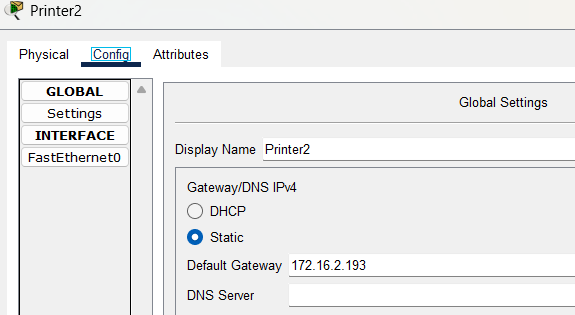 Printer2
Physical Config Attributes
GLOBAL
Settings
INTERFACE
FastEthernet0
Global Settings
Display Name Printer2
Gateway/DNS IPv4
DHCP
Static
Default Gateway 172.16.2.193
DNS Server